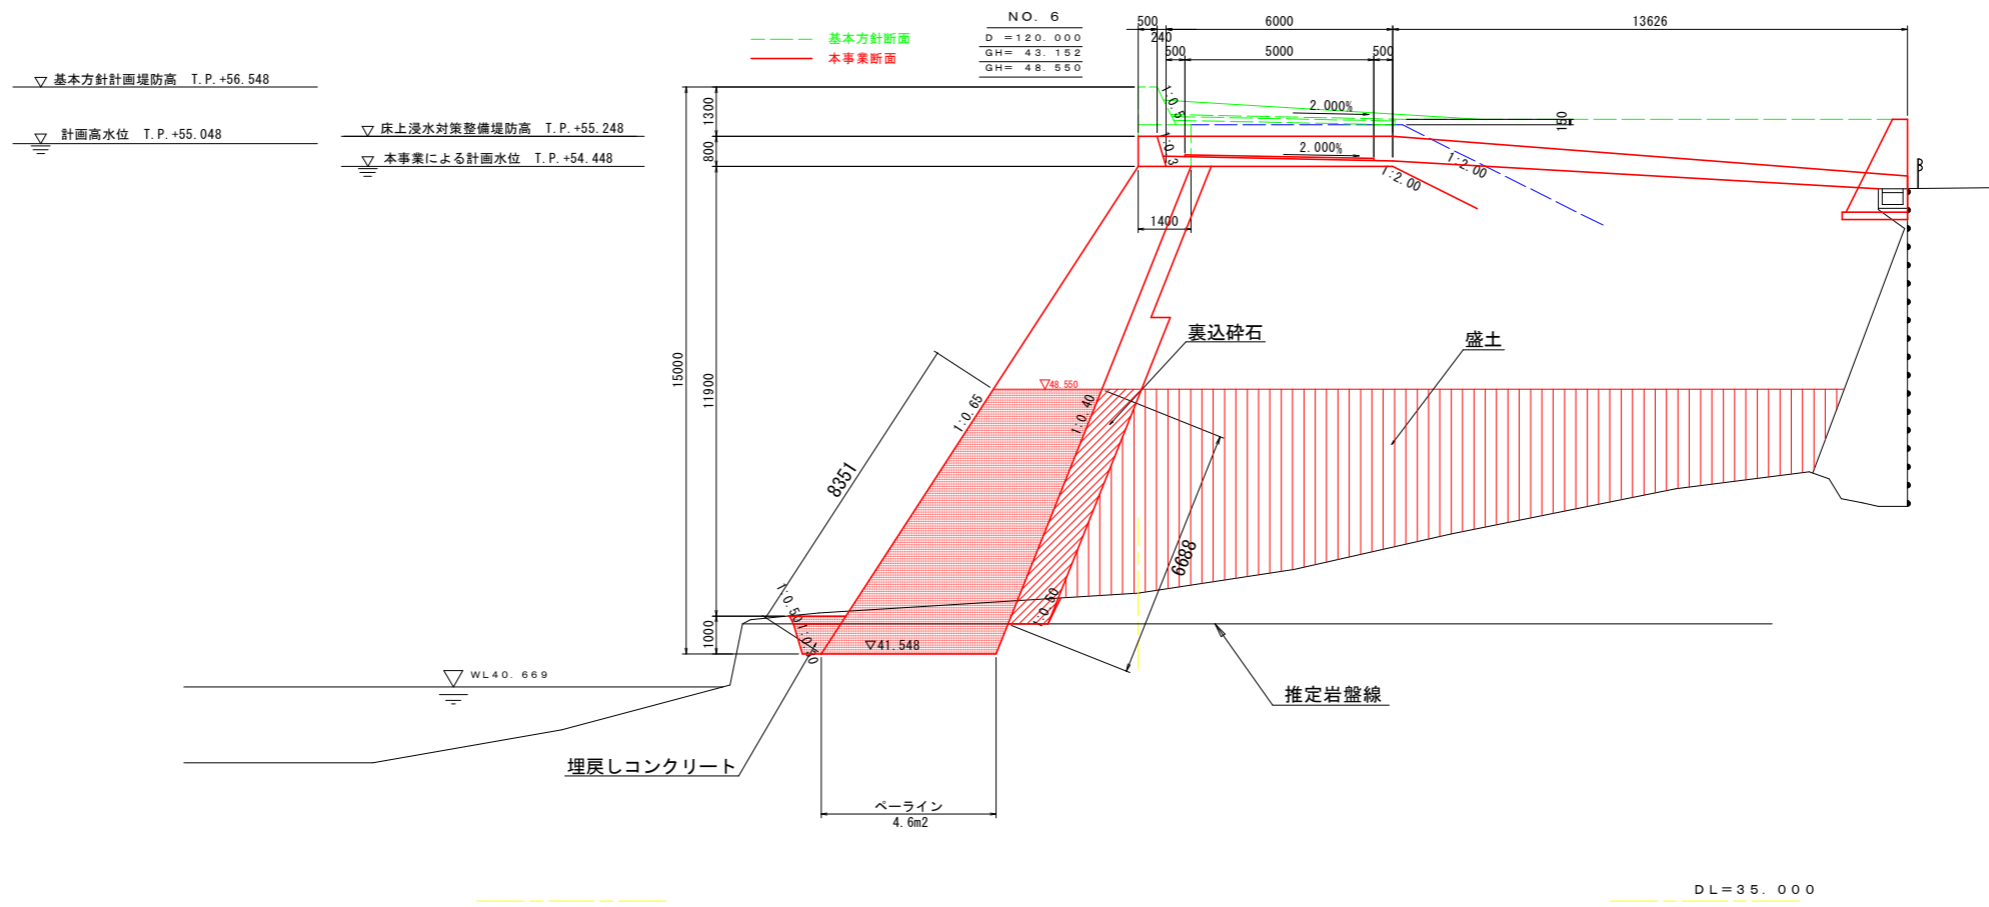 NO. 6
D =120. 000
GH= 43. 152
GH= 48. 550
基本方針断面
本事業断面
500
6000
13626
240
500
5000
500
基本方針計画堤防高 T.P.+56.548
計画高水位 T.P.+55.048
床上浸水対策整備堤防高 T.P.+55.248
本事業による計画水位 T.P.+54.448
1300
800
15000
11900
1000
1:0.5
2.000%
150
1:0.3
2.000%
1:2.00
1:2.00
1400
裏込砕石
盛土
48.550
1:0.65
1:0.40
8351
6688
1:0.50
1:0.50
▽41.548
WL40. 669
推定岩盤線
埋戻しコンクリート
ペーライン
4.6m2
DL=35. 000